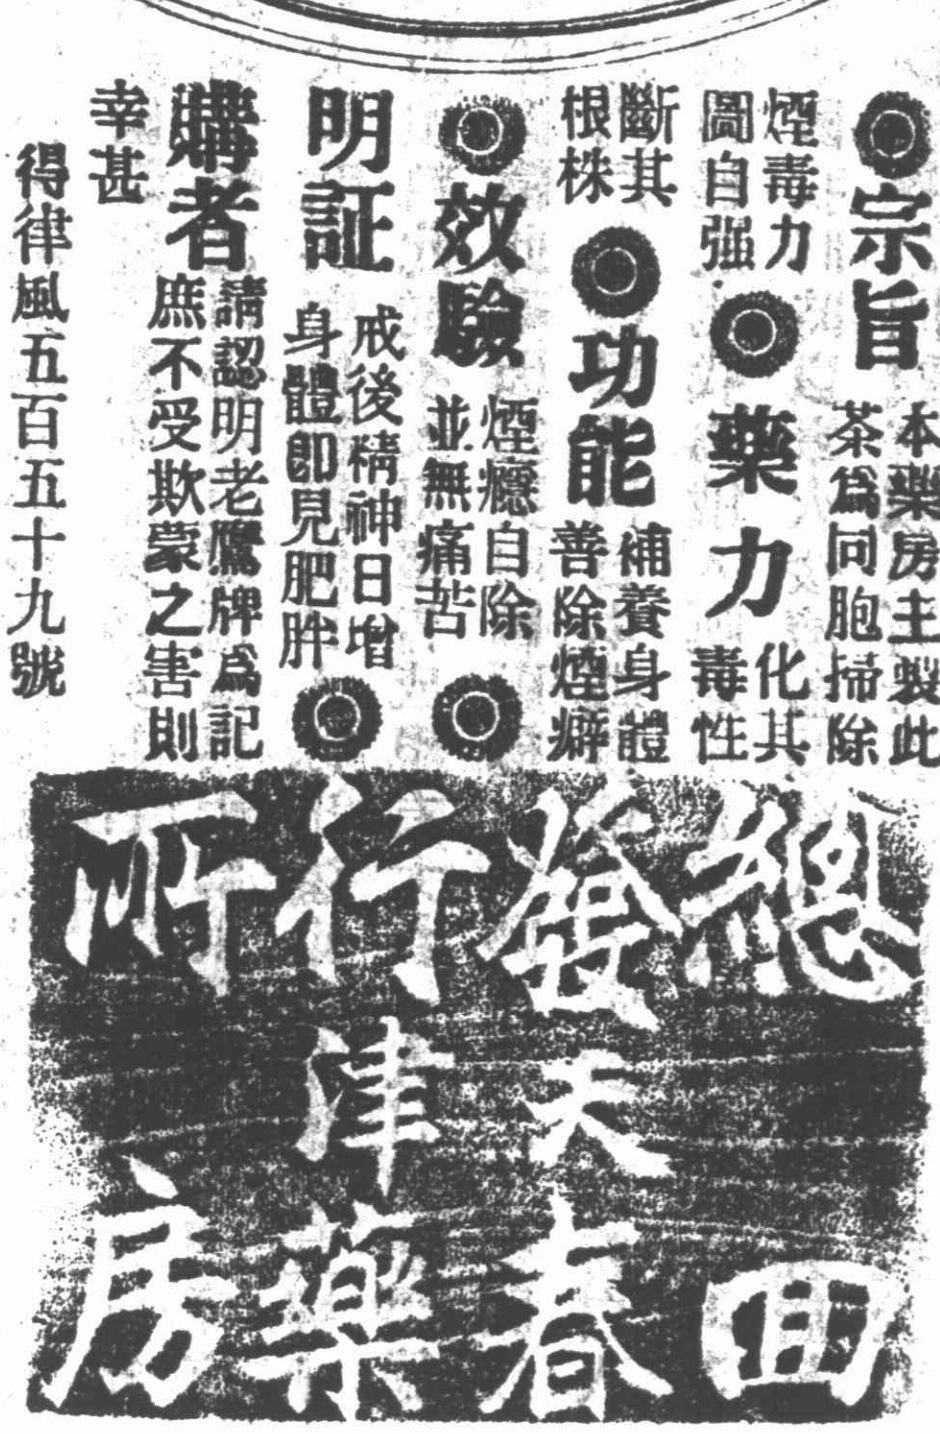 ◉宗旨 本藥房主製此茶爲同胞掃除
煙毒力圖自强 ◉藥力 化其毒性
斷其根株 ◉功能 補養身體善除煙癖
◉效驗 煙癮自除並無痛苦 ◉
明証 戒後精神日增身體即見肥胖 ◉
購者 請認明老鷹牌爲記庶不受欺蒙之害則
幸甚
得律風五百五十九號
總發行所
天津
回春藥房